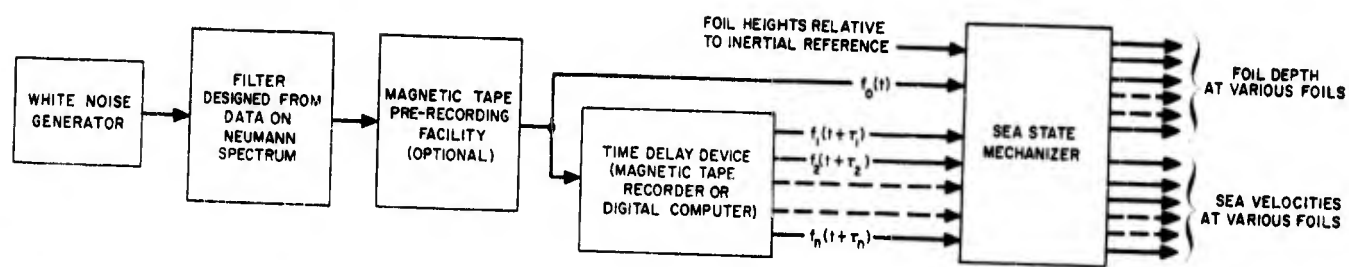 WHITE NOISE
GENERATOR
FILTER
DESIGNED FROM
DATA ON
NEUMANN
SPECTRUM
MAGNETIC TAPE
PRE-RECORDING
FACILITY
(OPTIONAL)
FOIL HEIGHTS RELATIVE
TO INERTIAL REFERENCE
f₀(t)
TIME DELAY DEVICE
(MAGNETIC TAPE
RECORDER OR
DIGITAL COMPUTER)
f₁(t+τ₁)
f₂(t+τ₂)
fₙ(t+τₙ)
SEA STATE
MECHANIZER
FOIL DEPTH
AT VARIOUS FOILS
SEA VELOCITIES
AT VARIOUS FOILS